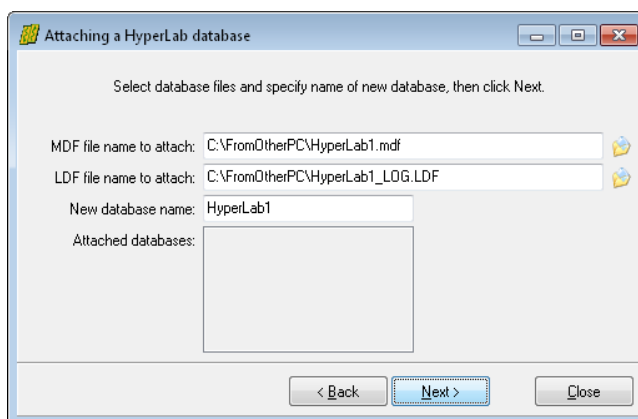 Attaching a HyperLab database
Select database files and specify name of new database, then click Next.
MDF file name to attach: C:\FromOtherPC\HyperLab1.mdf
LDF file name to attach: C:\FromOtherPC\HyperLab1_LOG.LDF
New database name: HyperLab1
Attached databases:
< Back Next > Close